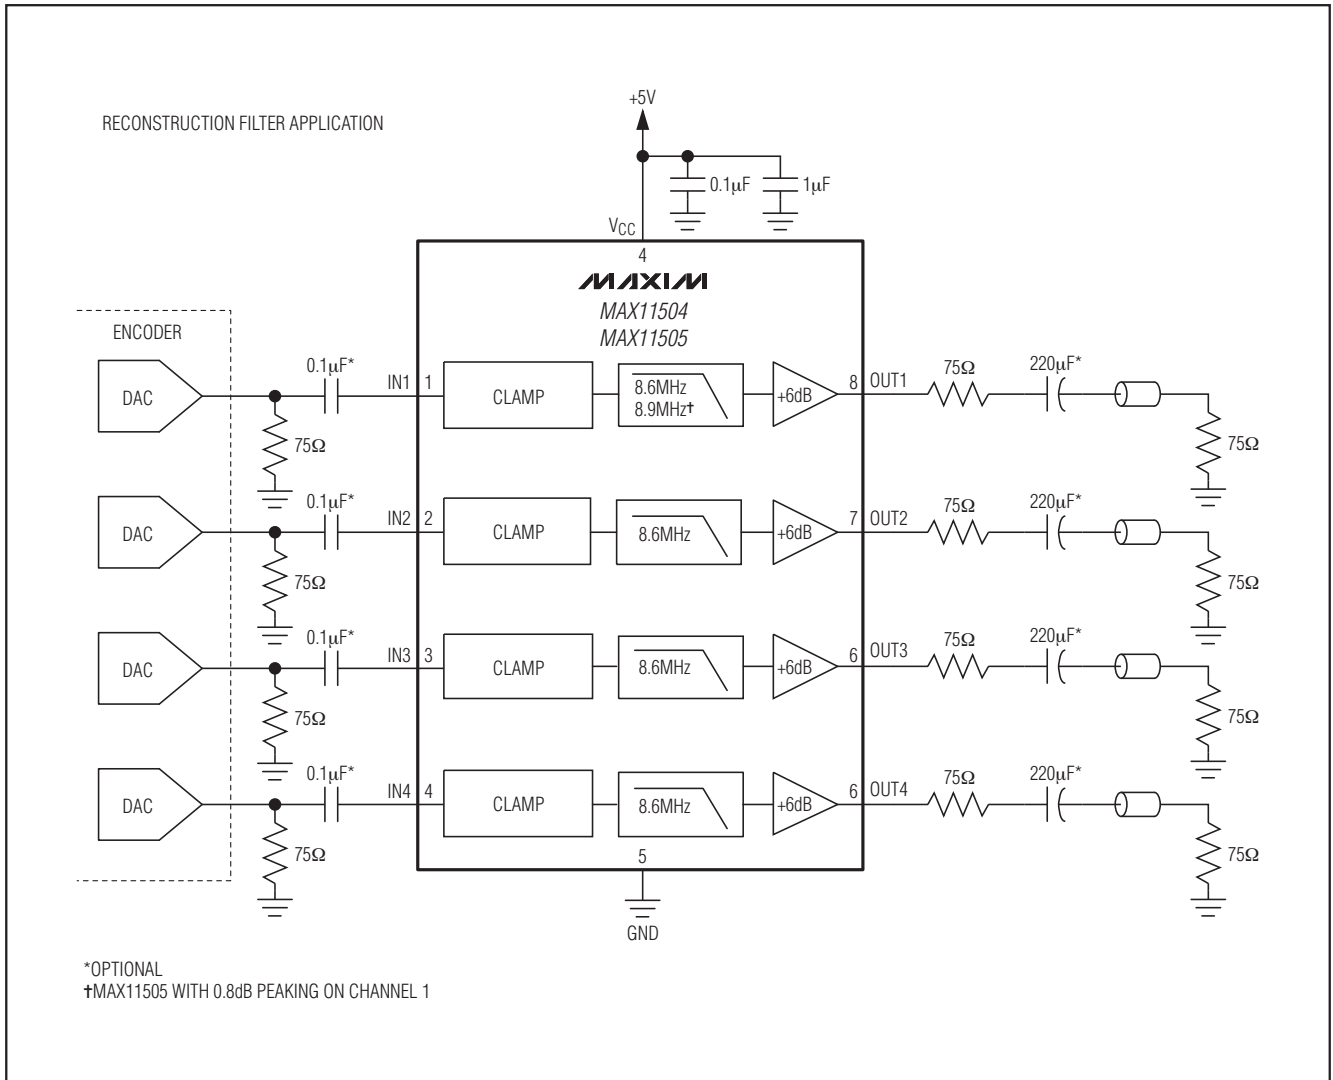 RECONSTRUCTION FILTER APPLICATION
+5V
0.1μF
1μF
VCC
4
MAXIM
MAX11504
MAX11505
ENCODER
DAC
0.1μF*
75Ω
IN1
1
CLAMP
8.6MHz
8.9MHz†
+6dB
8
OUT1
75Ω
220μF*
75Ω
DAC
0.1μF*
75Ω
IN2
2
CLAMP
8.6MHz
+6dB
7
OUT2
75Ω
220μF*
75Ω
DAC
0.1μF*
75Ω
IN3
3
CLAMP
8.6MHz
+6dB
6
OUT3
75Ω
220μF*
75Ω
DAC
0.1μF*
75Ω
IN4
4
CLAMP
8.6MHz
+6dB
6
OUT4
75Ω
220μF*
75Ω
5
GND
*OPTIONAL
†MAX11505 WITH 0.8dB PEAKING ON CHANNEL 1